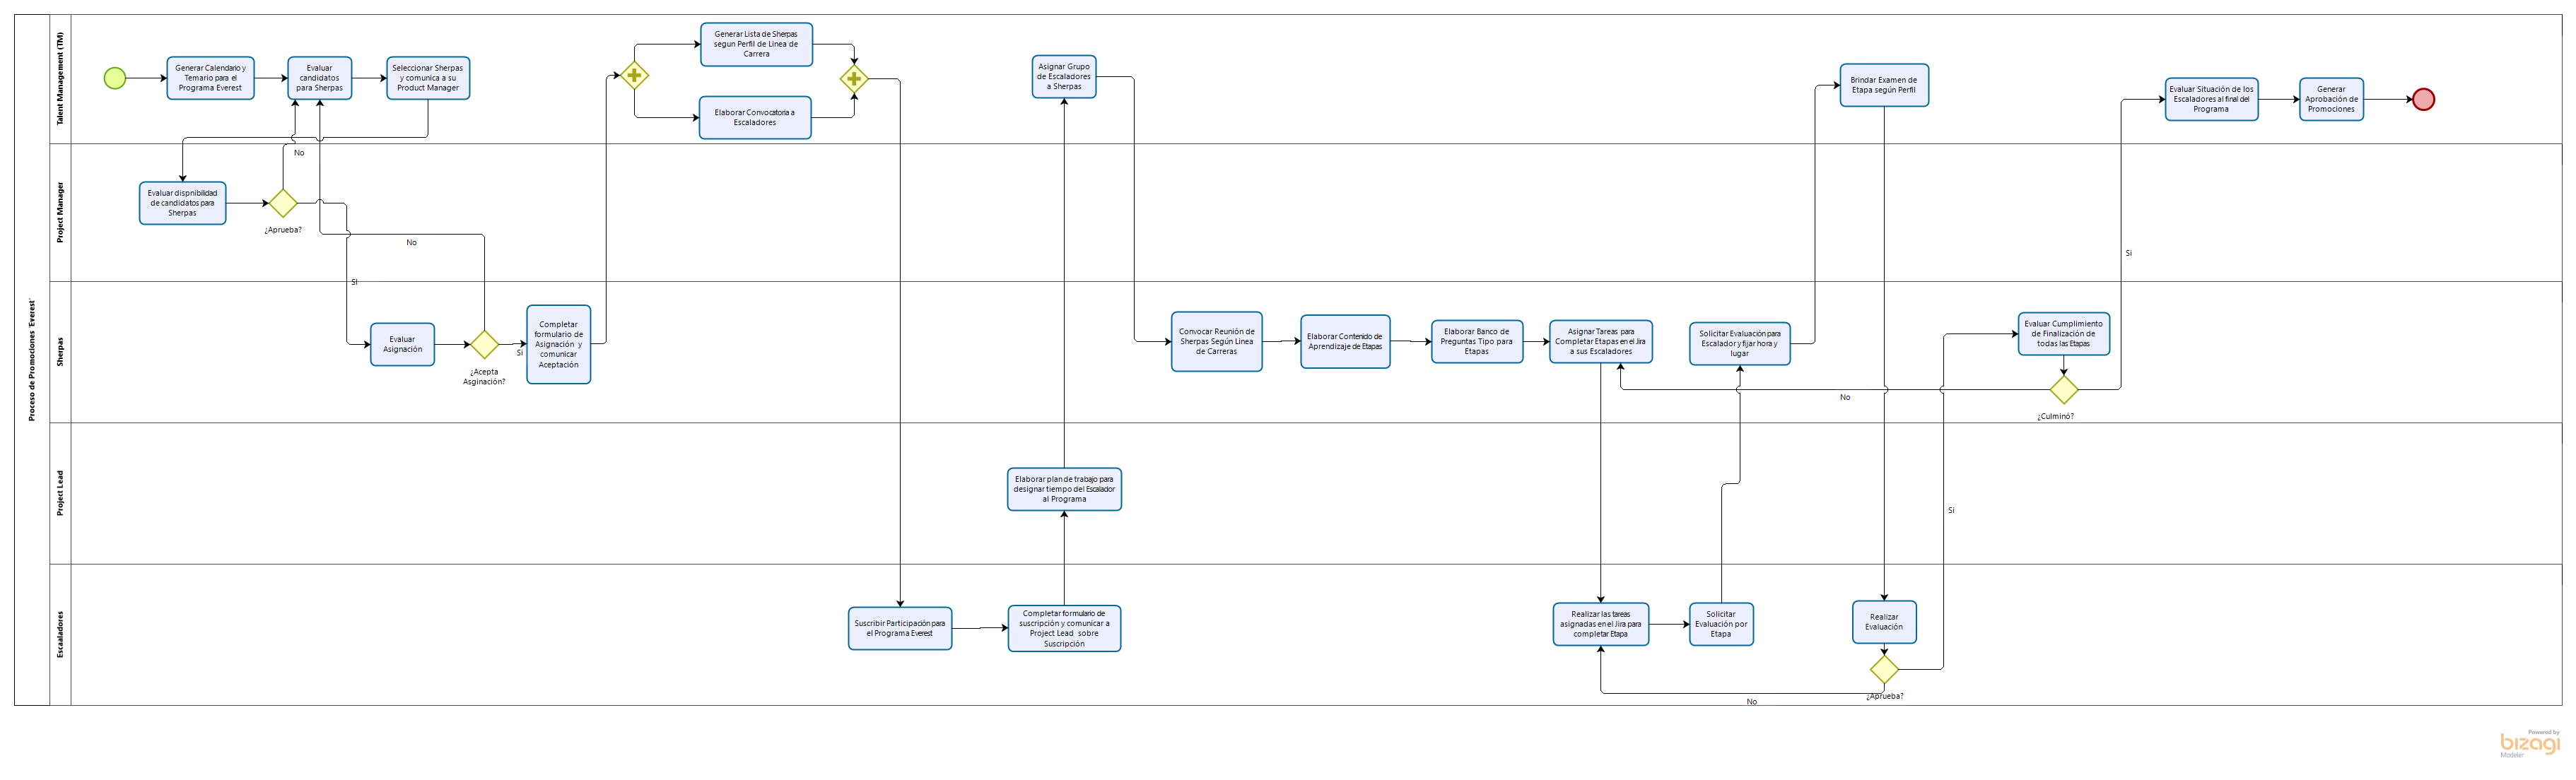 Proceso de Promociones 'Everest'
Talent Management (TM)
Generar Calendario y
Temario para el
Programa Everest
Evaluar
candidatos
para Sherpas
Seleccionar Sherpas
y comunica a su
Product Manager
Generar Lista de Sherpas
segun Perfil de Linea de
Carrera
Elaborar Convocatoria a
Escaladores
Asignar Grupo
de Escaladores
a Sherpas
Brindar Examen de
Etapa según Perfil
Evaluar Situación de los
Escaladores al final del
Programa
Generar
Aprobación de
Promociones
Project Manager
No
Evaluar dispnibilidad
de candidatos para
Sherpas
¿Aprueba?
No
Si
SI
Sherpas
Evaluar
Asignación
Si
¿Acepta
Asginación?
Completar
formulario de
Asignación y
comunicar
Aceptación
Convocar Reunión de
Sherpas Según Linea
de Carreras
Elaborar Contenido de
Aprendizaje de Etapas
Elaborar Banco de
Preguntas Tipo para
Etapas
Asignar Tareas para
Completar Etapas en el Jira
a sus Escaladores
Solicitar Evaluación para
Escalador y fijar hora y
lugar
Evaluar Cumplimiento
de Finalización de
todas las Etapas
No
¿Culminó?
Project Lead
Elaborar plan de trabajo para
designar tiempo del Escalador
al Programa
Si
Escaaladores
Suscribir Participación para
el Programa Everest
Completar formulario de
suscripción y comunicar a
Project Lead sobre
Suscripción
Realizar las tareas
asignadas en el Jira para
completar Etapa
Solicitar
Evaluación por
Etapa
Realizar
Evaluación
¿Aprueba?
No
Powered by
bizagi
Modeler